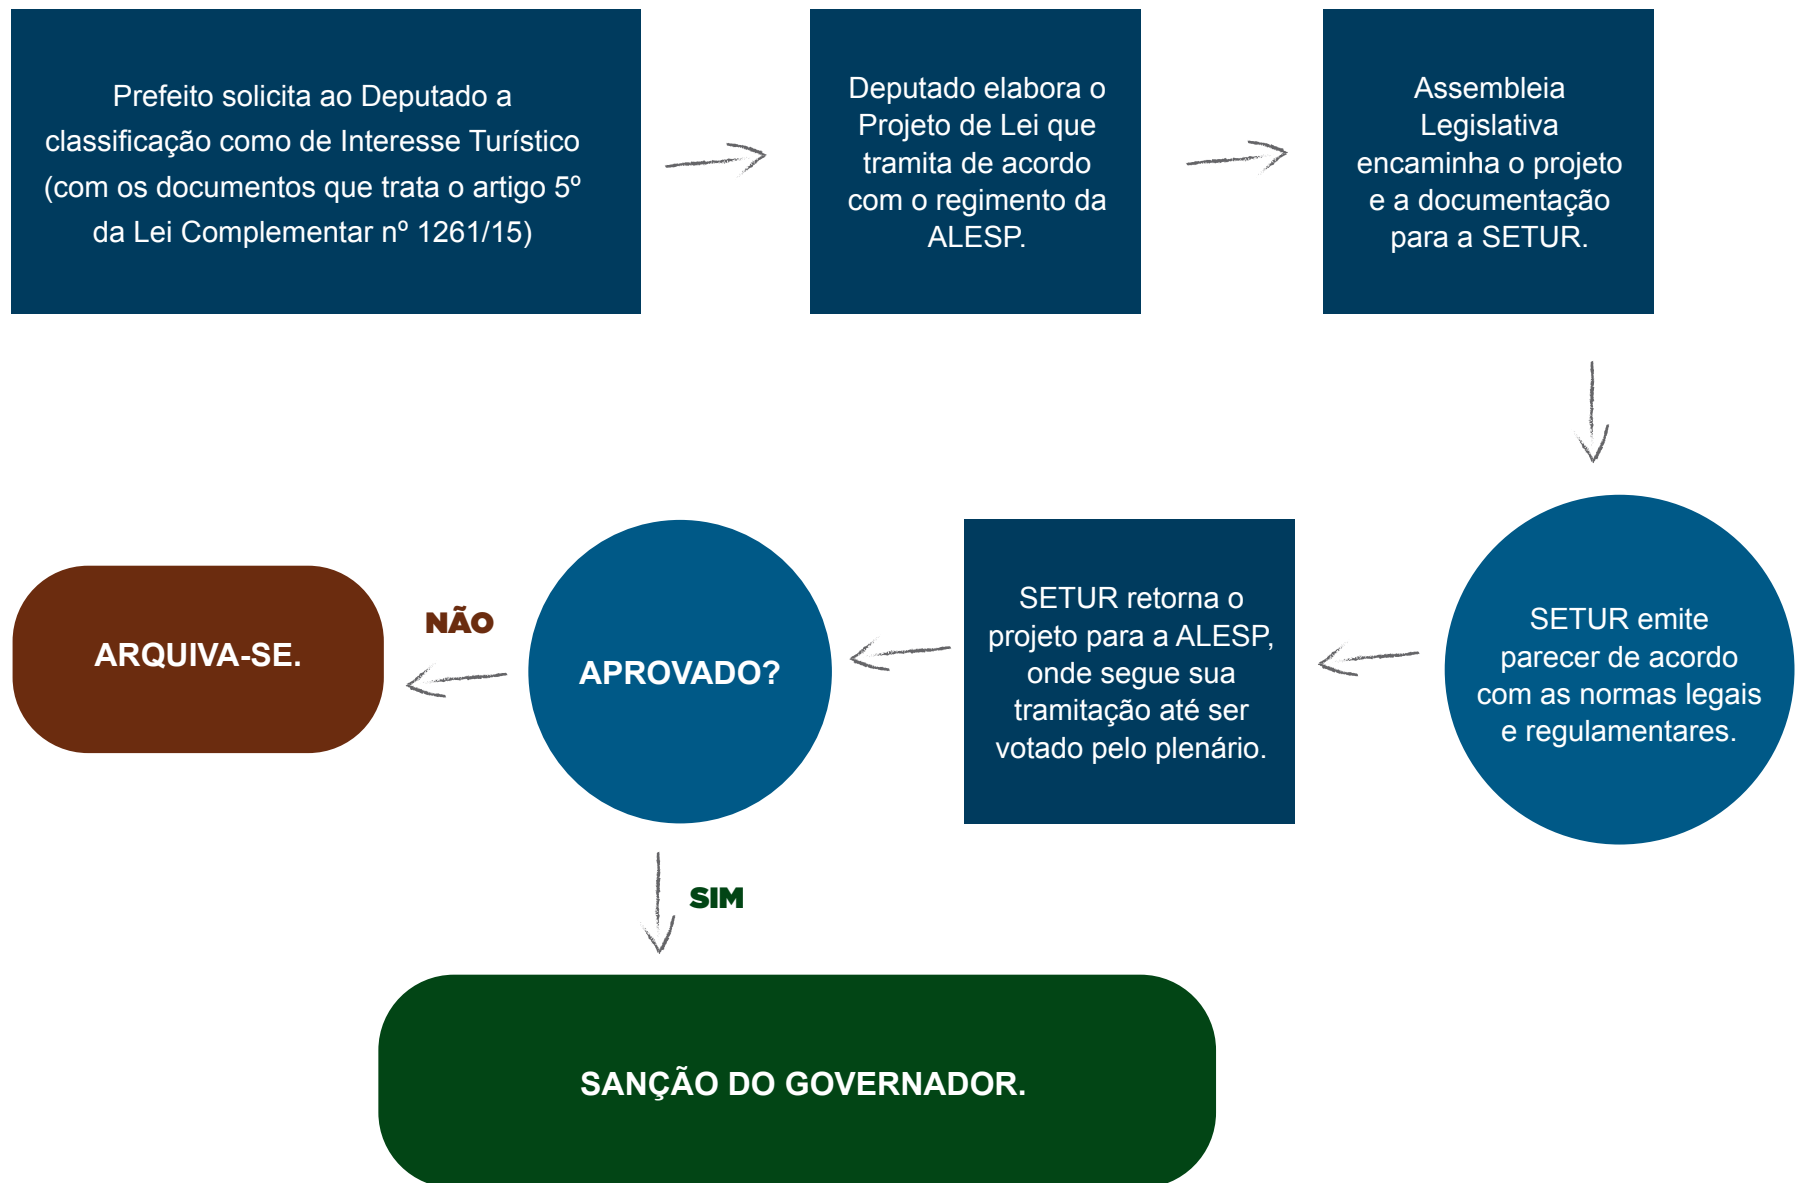 Prefeito solicita ao Deputado a
classificação como de Interesse Turístico
(com os documentos que trata o artigo 5º
da Lei Complementar nº 1261/15)
Deputado elabora o
Projeto de Lei que
tramita de acordo
com o regimento da
ALESP.
Assembleia
Legislativa
encaminha o projeto
e a documentação
para a SETUR.
SETUR emite
parecer de acordo
com as normas legais
e regulamentares.
SETUR retorna o
projeto para a ALESP,
onde segue sua
tramitação até ser
votado pelo plenário.
APROVADO?
NÃO
ARQUIVA-SE.
SIM
SANÇÃO DO GOVERNADOR.